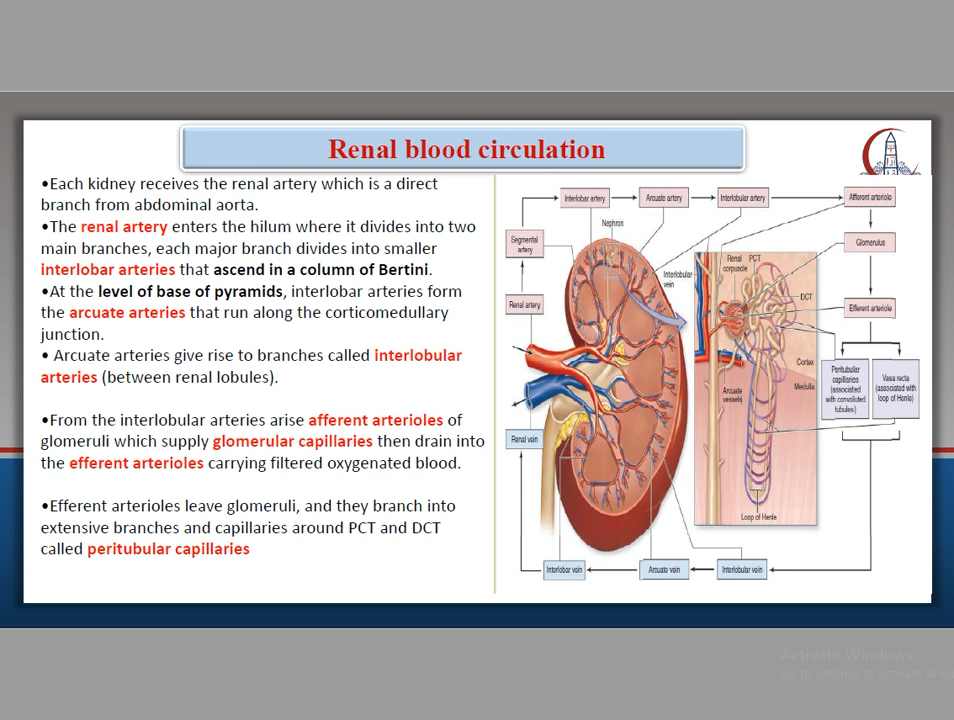 Renal blood circulation
•Each kidney receives the renal artery which is a direct
branch from abdominal aorta.
•The renal artery enters the hilum where it divides into two
main branches, each major branch divides into smaller
interlobar arteries that ascend in a column of Bertini.
•At the level of base of pyramids, interlobar arteries form
the arcuate arteries that run along the corticomedullary
junction.
• Arcuate arteries give rise to branches called interlobular
arteries (between renal lobules).
•From the interlobular arteries arise afferent arterioles of
glomeruli which supply glomerular capillaries then drain into
the efferent arterioles carrying filtered oxygenated blood.
•Efferent arterioles leave glomeruli, and they branch into
extensive branches and capillaries around PCT and DCT
called peritubular capillaries
Interlobar artery
Arcuate artery
Interlobular artery
Afferent arteriole
Nephron
Segmental
artery
Glomerulus
Renal
corpuscle
PCT
Interlobular
vein
DCT
Renal artery
Efferent arteriole
Cortex
Medulla
Peritubular
capillaries
(associated
with convoluted
tubules)
Vasa recta
(associated with
loop of Henle)
Arcuate
vessels
Renal vein
Loop of Henle
Interlobar vein
Arcuate vein
Interlobular vein
Activate Windows
Go to Settings to activate Wind